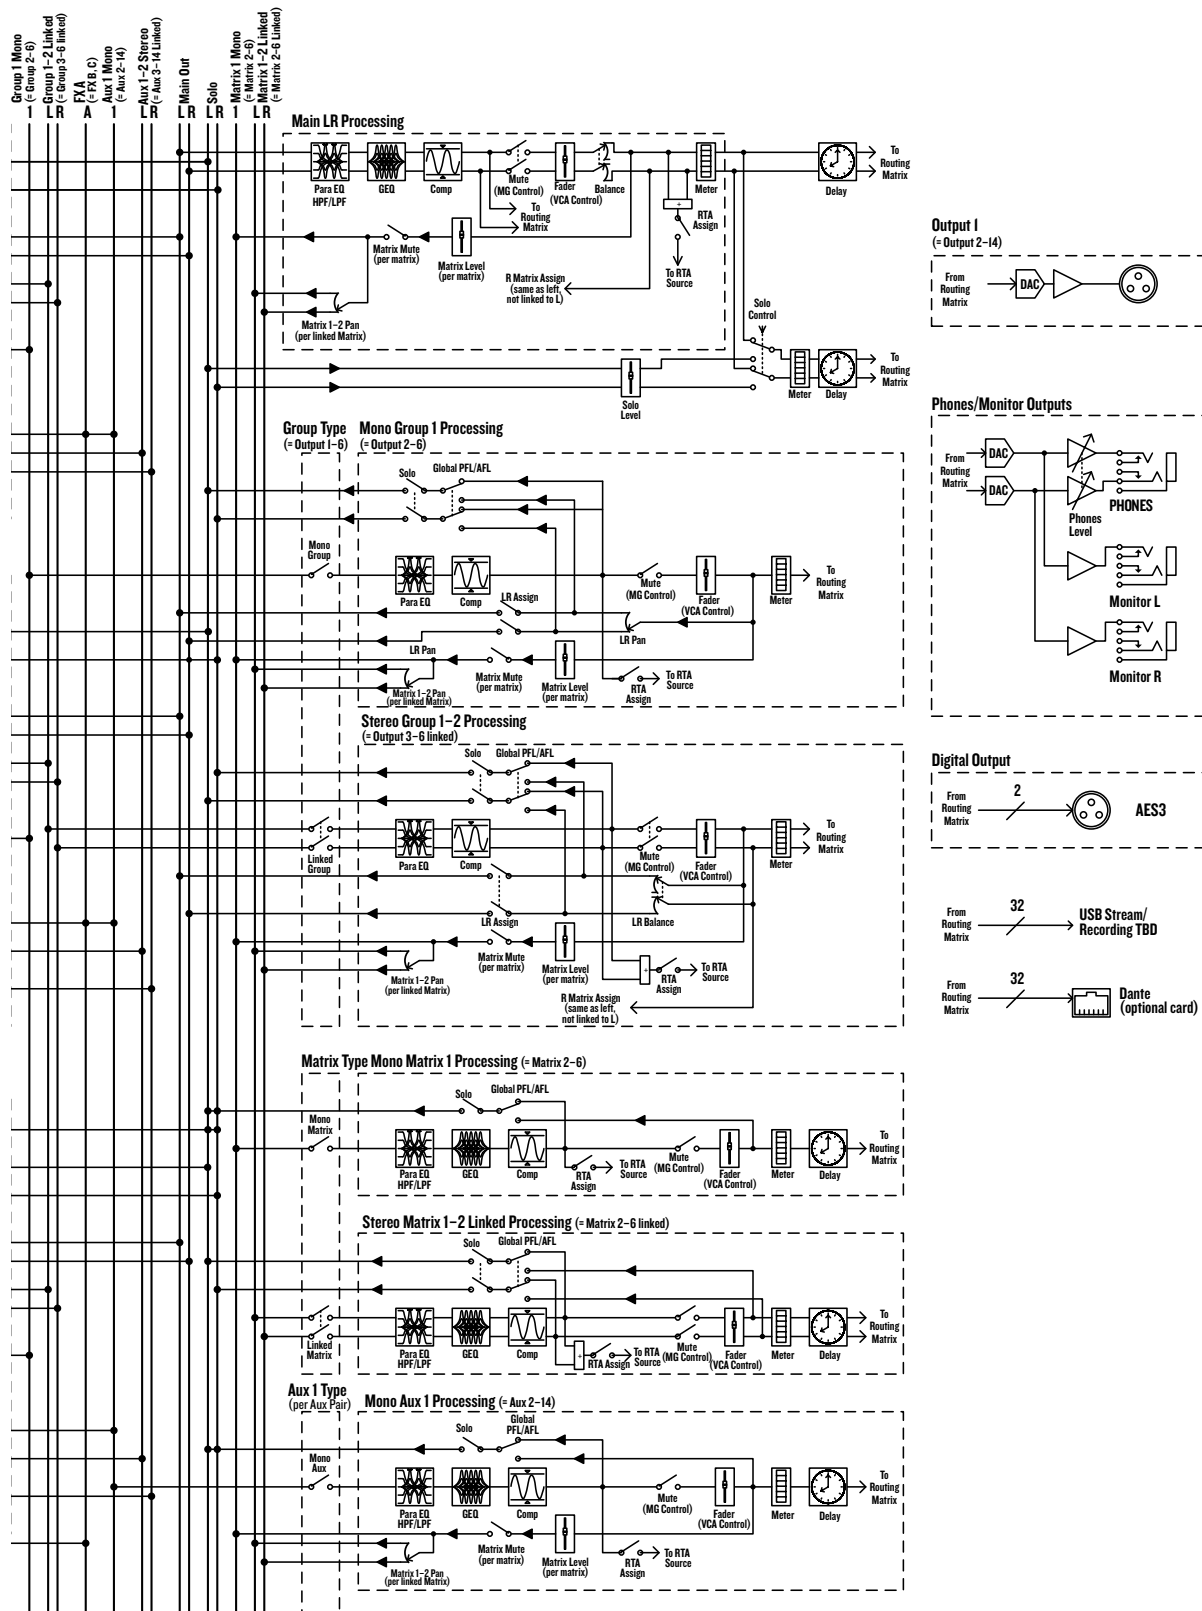 Group 1 Mono
(= Group 2–6)
1
Group 1–2 Linked
(= Group 3–6 linked)
L R
FX A
(= FX B, C)
A
Aux 1 Mono
(= Aux 2–14)
1
Aux 1–2 Stereo
(= Aux 3–14 Linked)
L R
Main Out
L R
Solo
L R
Matrix 1 Mono
(= Matrix 2–6)
1
Matrix 1–2 Linked
(= Matrix 2–6 Linked)
L R
Main LR Processing
Para EQ
HPF/LPF
GEQ
Comp
Mute
(MG Control)
Fader
(VCA Control)
Balance
Meter
Delay
To
Routing
Matrix
To
Routing
Matrix
+
RTA
Assign
To RTA
Source
Matrix Mute
(per matrix)
Matrix Level
(per matrix)
R Matrix Assign
(same as left,
not linked to L)
Matrix 1–2 Pan
(per linked Matrix)
Solo
Control
Solo
Level
Meter
Delay
To
Routing
Matrix
Group Type
(= Output 1–6)
Mono Group 1 Processing
(= Output 2–6)
Solo
Global PFL/AFL
Mono
Group
Para EQ
Comp
LR Assign
Mute
(MG Control)
Fader
(VCA Control)
Meter
To
Routing
Matrix
LR Pan
LR Pan
Matrix 1–2 Pan
(per linked Matrix)
Matrix Mute
(per matrix)
Matrix Level
(per matrix)
RTA
Assign
To RTA
Source
Stereo Group 1–2 Processing
(= Output 3–6 linked)
Solo
Global PFL/AFL
Linked
Group
Para EQ
Comp
Mute
(MG Control)
Fader
(VCA Control)
Meter
To
Routing
Matrix
LR Assign
LR Balance
Matrix 1–2 Pan
(per linked Matrix)
Matrix Mute
(per matrix)
Matrix Level
(per matrix)
+
RTA
Assign
To RTA
Source
R Matrix Assign
(same as left,
not linked to L)
Matrix Type Mono Matrix 1 Processing (= Matrix 2–6)
Solo
Global PFL/AFL
Mono
Matrix
Para EQ
HPF/LPF
GEQ
Comp
RTA
Assign
To RTA
Source
Mute
(MG Control)
Fader
(VCA Control)
Meter
Delay
To
Routing
Matrix
Stereo Matrix 1–2 Linked Processing (= Matrix 2–6 linked)
Solo
Global PFL/AFL
Linked
Matrix
Para EQ
HPF/LPF
GEQ
Comp
+
RTA Assign
To RTA
Source
Mute
(MG Control)
Fader
(VCA Control)
Meter
Delay
To
Routing
Matrix
Aux 1 Type
(per Aux Pair)
Mono Aux 1 Processing (= Aux 2–14)
Solo
Global
PFL/AFL
Mono
Aux
Para EQ
HPF/LPF
GEQ
Comp
Mute
(MG Control)
Fader
(VCA Control)
Meter
Delay
To
Routing
Matrix
Matrix 1–2 Pan
(per linked Matrix)
Matrix Mute
(per matrix)
Matrix Level
(per matrix)
RTA
Assign
To RTA
Source
Output 1
(= Output 2–14)
From
Routing
Matrix
DAC
Phones/Monitor Outputs
From
Routing
Matrix
DAC
DAC
Phones
Level
PHONES
Monitor L
Monitor R
Digital Output
From
Routing
Matrix
2
AES3
From
Routing
Matrix
32
USB Stream/
Recording TBD
From
Routing
Matrix
32
Dante
(optional card)